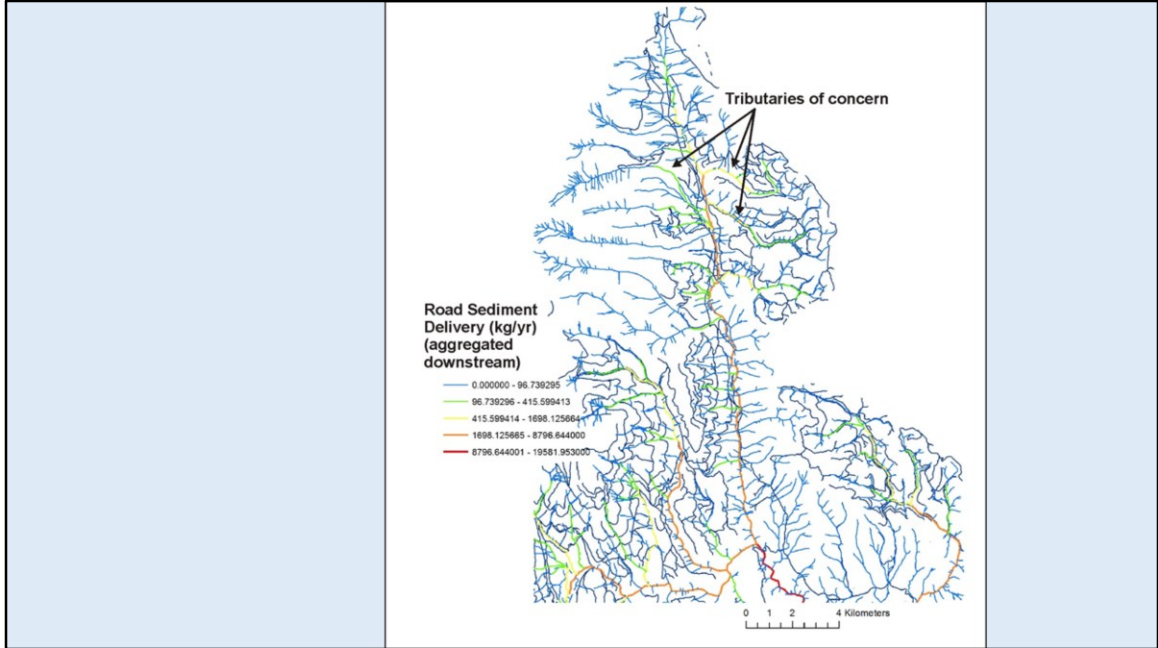 Tributaries of concern
Road Sediment
Delivery (kg/yr)
(aggregated
downstream)
0.000000 - 96.739295
96.739296 - 415.599413
415.599414 - 1698.125664
1698.125665 - 8796.644000
8796.644001 - 19581.953000
0 1 2 4 Kilometers